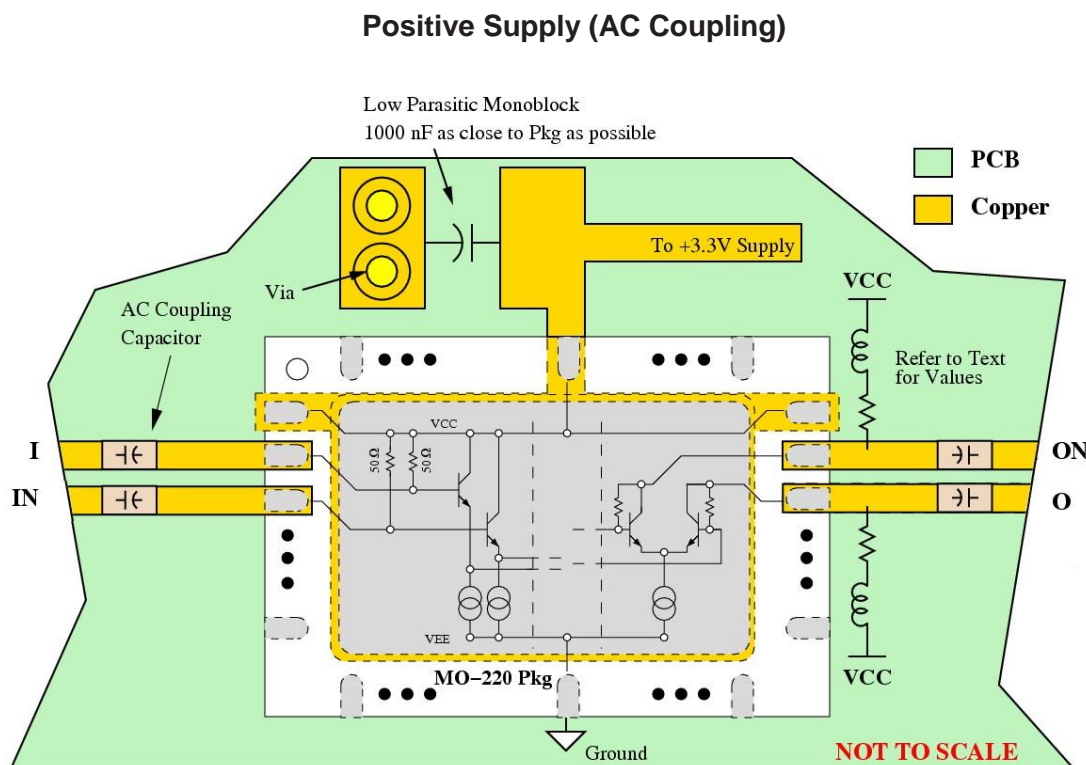 Positive Supply (AC Coupling)
Low Parasitic Monoblock
1000 nF as close to Pkg as possible
PCB
Copper
To +3.3V Supply
Via
VCC
AC Coupling
Capacitor
Refer to Text
for Values
VCC
50Ω
50Ω
I
ON
IN
O
VEE
MO−220 Pkg
VCC
Ground
NOT TO SCALE